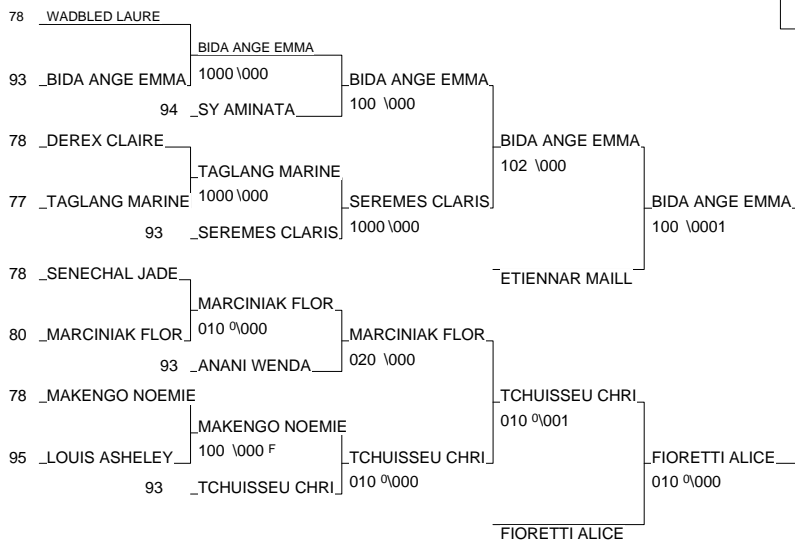 78 WADBLED LAURE
BIDA ANGE EMMA
93 BIDA ANGE EMMA 1000 \000 BIDA ANGE EMMA
94 SY AMINATA 100 \000
78 DEREX CLAIRE BIDA ANGE EMMA
TAGLANG MARINE 102 \000
77 TAGLANG MARINE 1000 \000 SEREMES CLARIS BIDA ANGE EMMA
93 SEREMES CLARIS 1000 \000 100 \0001
78 SENECHAL JADE ETIENNAR MAILL
MARCINIAK FLOR
80 MARCINIAK FLOR 010 0\000 MARCINIAK FLOR
93 ANANI WENDA 020 \000
78 MAKENGO NOEMIE TCHUISSEU CHRI
MAKENGO NOEMIE 010 0\001
95 LOUIS ASHELEY 100 \000 F TCHUISSEU CHRI FIORETTI ALICE
93 TCHUISSEU CHRI 010 0\000 010 0\000
FIORETTI ALICE